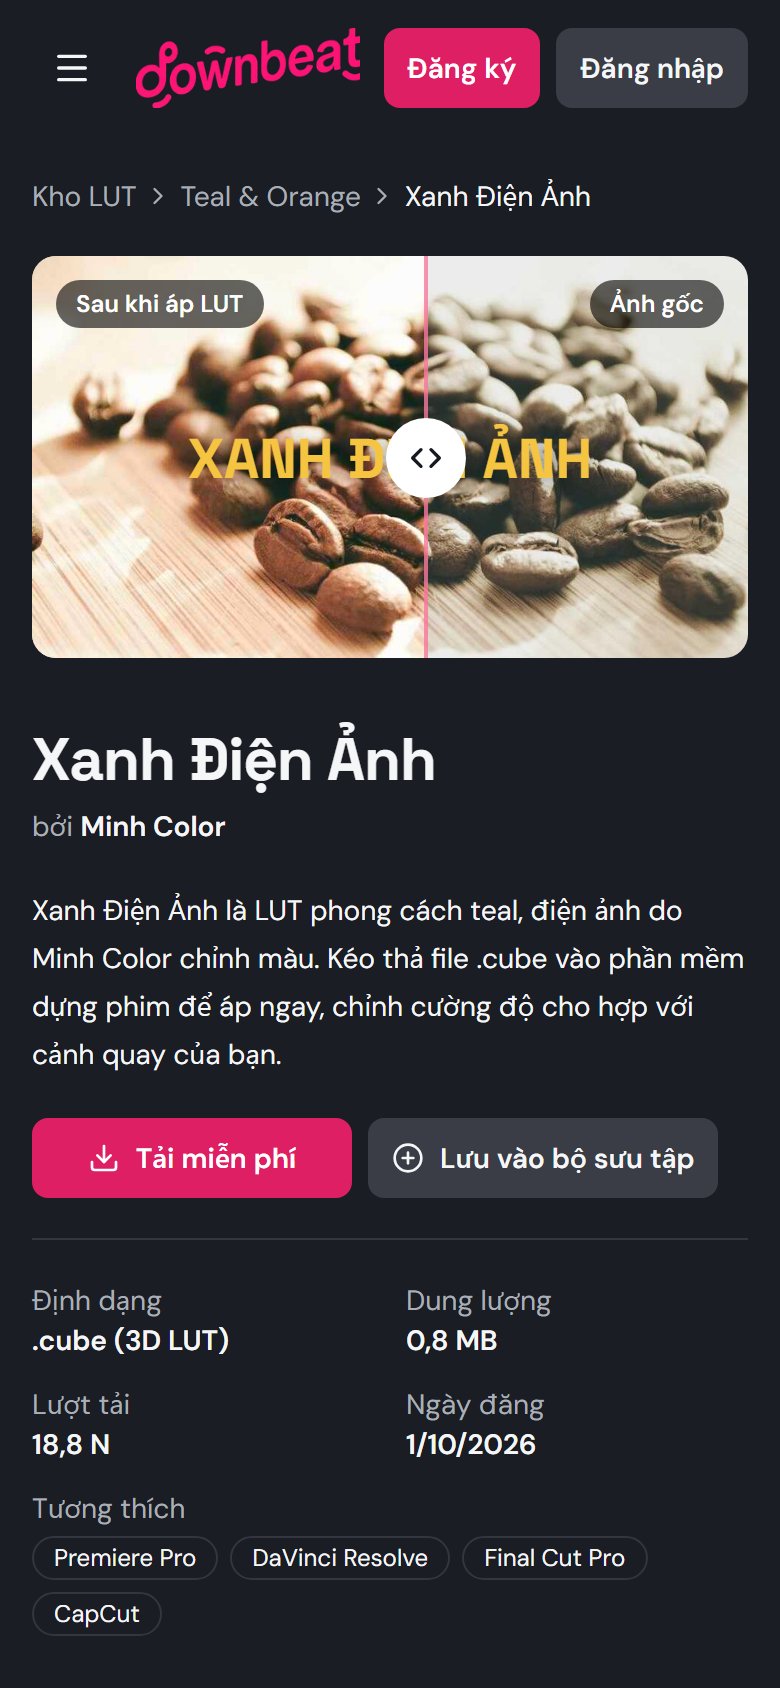 downbeat
Đăng ký
Đăng nhập
Kho LUT > Teal & Orange > Xanh Điện Ảnh
Sau khi áp LUT
Ảnh gốc
XANH Đ ẢNH
Xanh Điện Ảnh
bởi Minh Color
Xanh Điện Ảnh là LUT phong cách teal, điện ảnh do
Minh Color chỉnh màu. Kéo thả file .cube vào phần mềm
dựng phim để áp ngay, chỉnh cường độ cho hợp với
cảnh quay của bạn.
Tải miễn phí
Lưu vào bộ sưu tập
Định dạng
.cube (3D LUT)
Dung lượng
0,8 MB
Lượt tải
18,8 N
Ngày đăng
1/10/2026
Tương thích
Premiere Pro
DaVinci Resolve
Final Cut Pro
CapCut